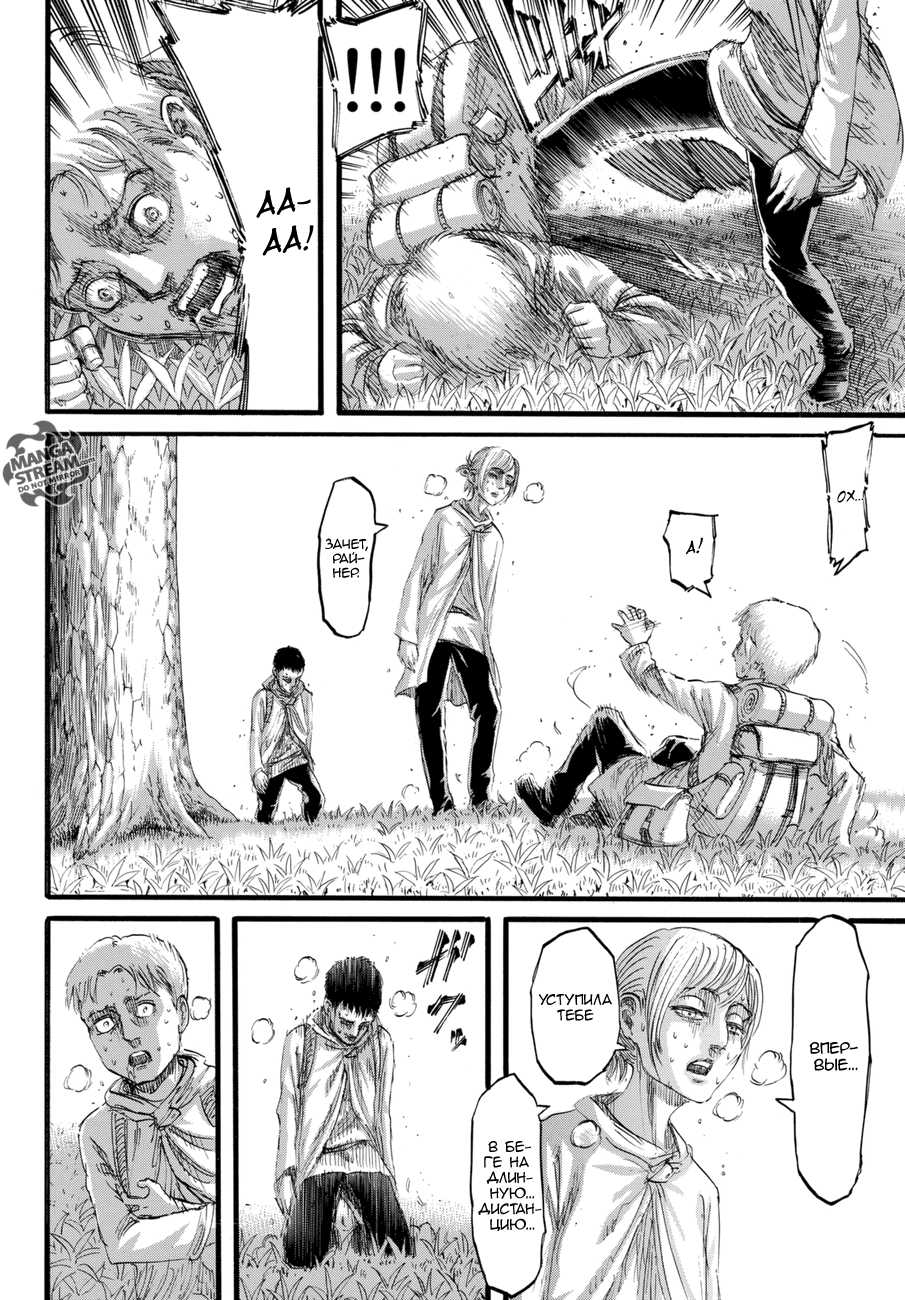 !!!
АА-
АА!
ОХ...
А!
ЗАЧЕТ,
РАЙ-
НЕР.
MANGA
STREAM.com
DO NOT MIRROR!
ВПЕР-
ВЫЕ...
УСТУПИЛА
ТЕБЕ
В БЕ-
ГЕ НА
ДЛИН-
НУЮ...
ДИСТАН-
ЦИЮ...